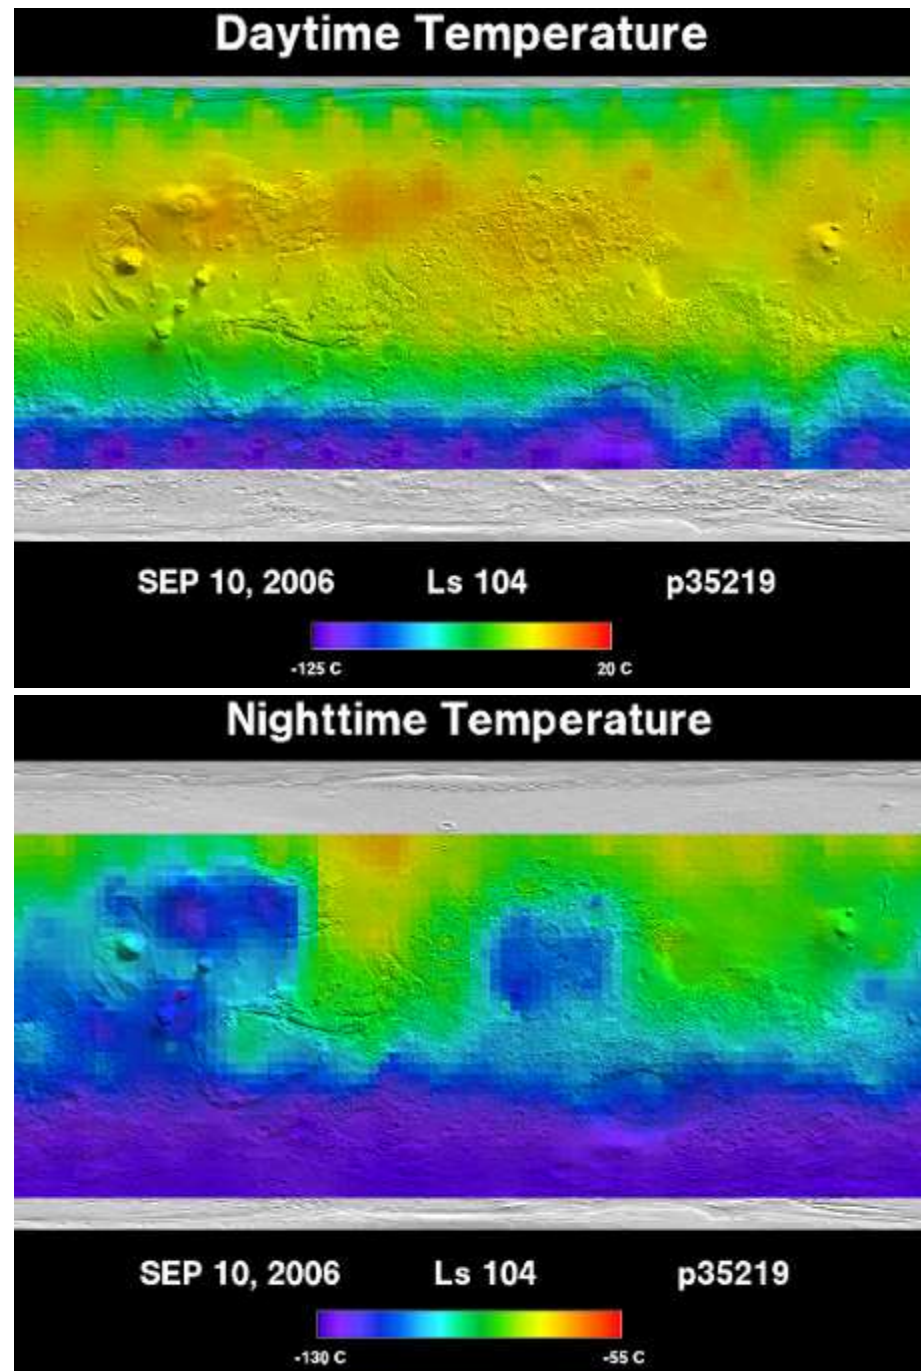 Daytime Temperature
SEP 10, 2006 Ls 104 p35219
-125 C 20 C
Nighttime Temperature
SEP 10, 2006 Ls 104 p35219
-130 C -55 C